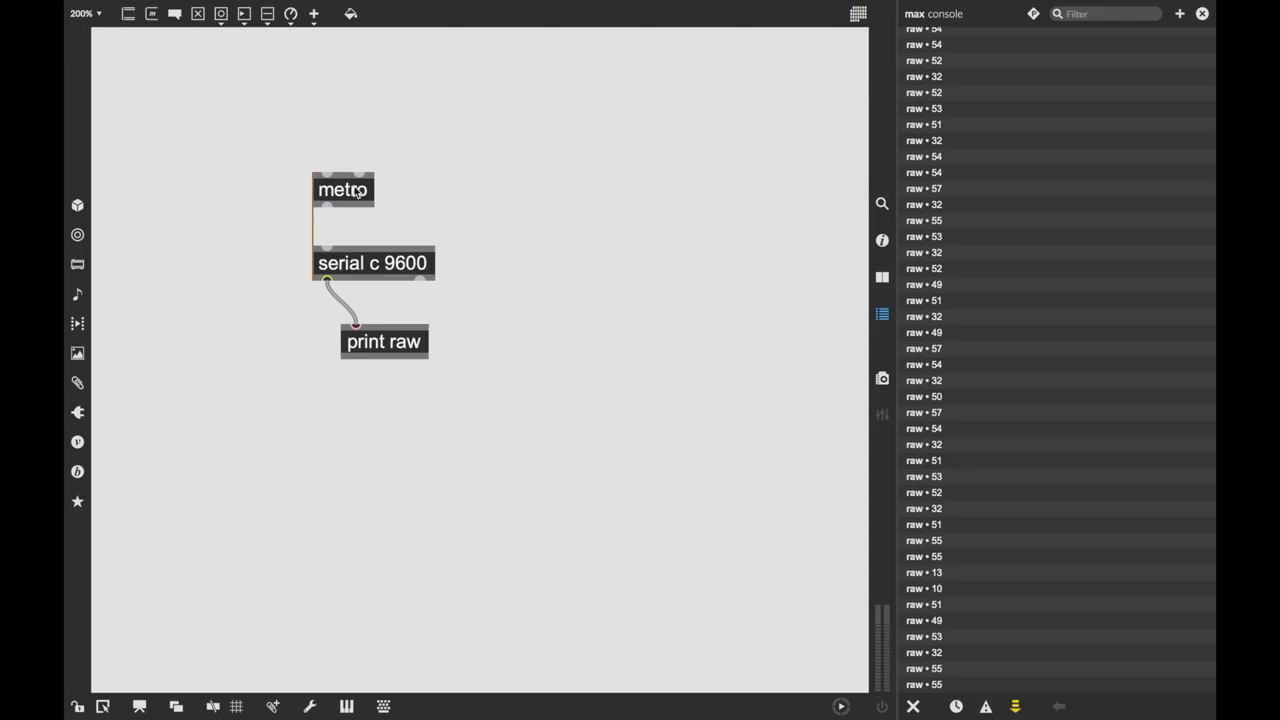 200% ▾
max console
Filter
raw • 54
raw • 54
raw • 52
raw • 32
raw • 52
raw • 53
raw • 51
raw • 32
raw • 54
raw • 54
raw • 57
raw • 32
raw • 55
raw • 53
raw • 32
raw • 52
raw • 49
raw • 51
raw • 32
raw • 49
raw • 57
raw • 54
raw • 32
raw • 50
raw • 57
raw • 54
raw • 32
raw • 51
raw • 53
raw • 52
raw • 32
raw • 51
raw • 55
raw • 55
raw • 13
raw • 10
raw • 51
raw • 49
raw • 53
raw • 32
raw • 55
raw • 55
metro
serial c 9600
print raw